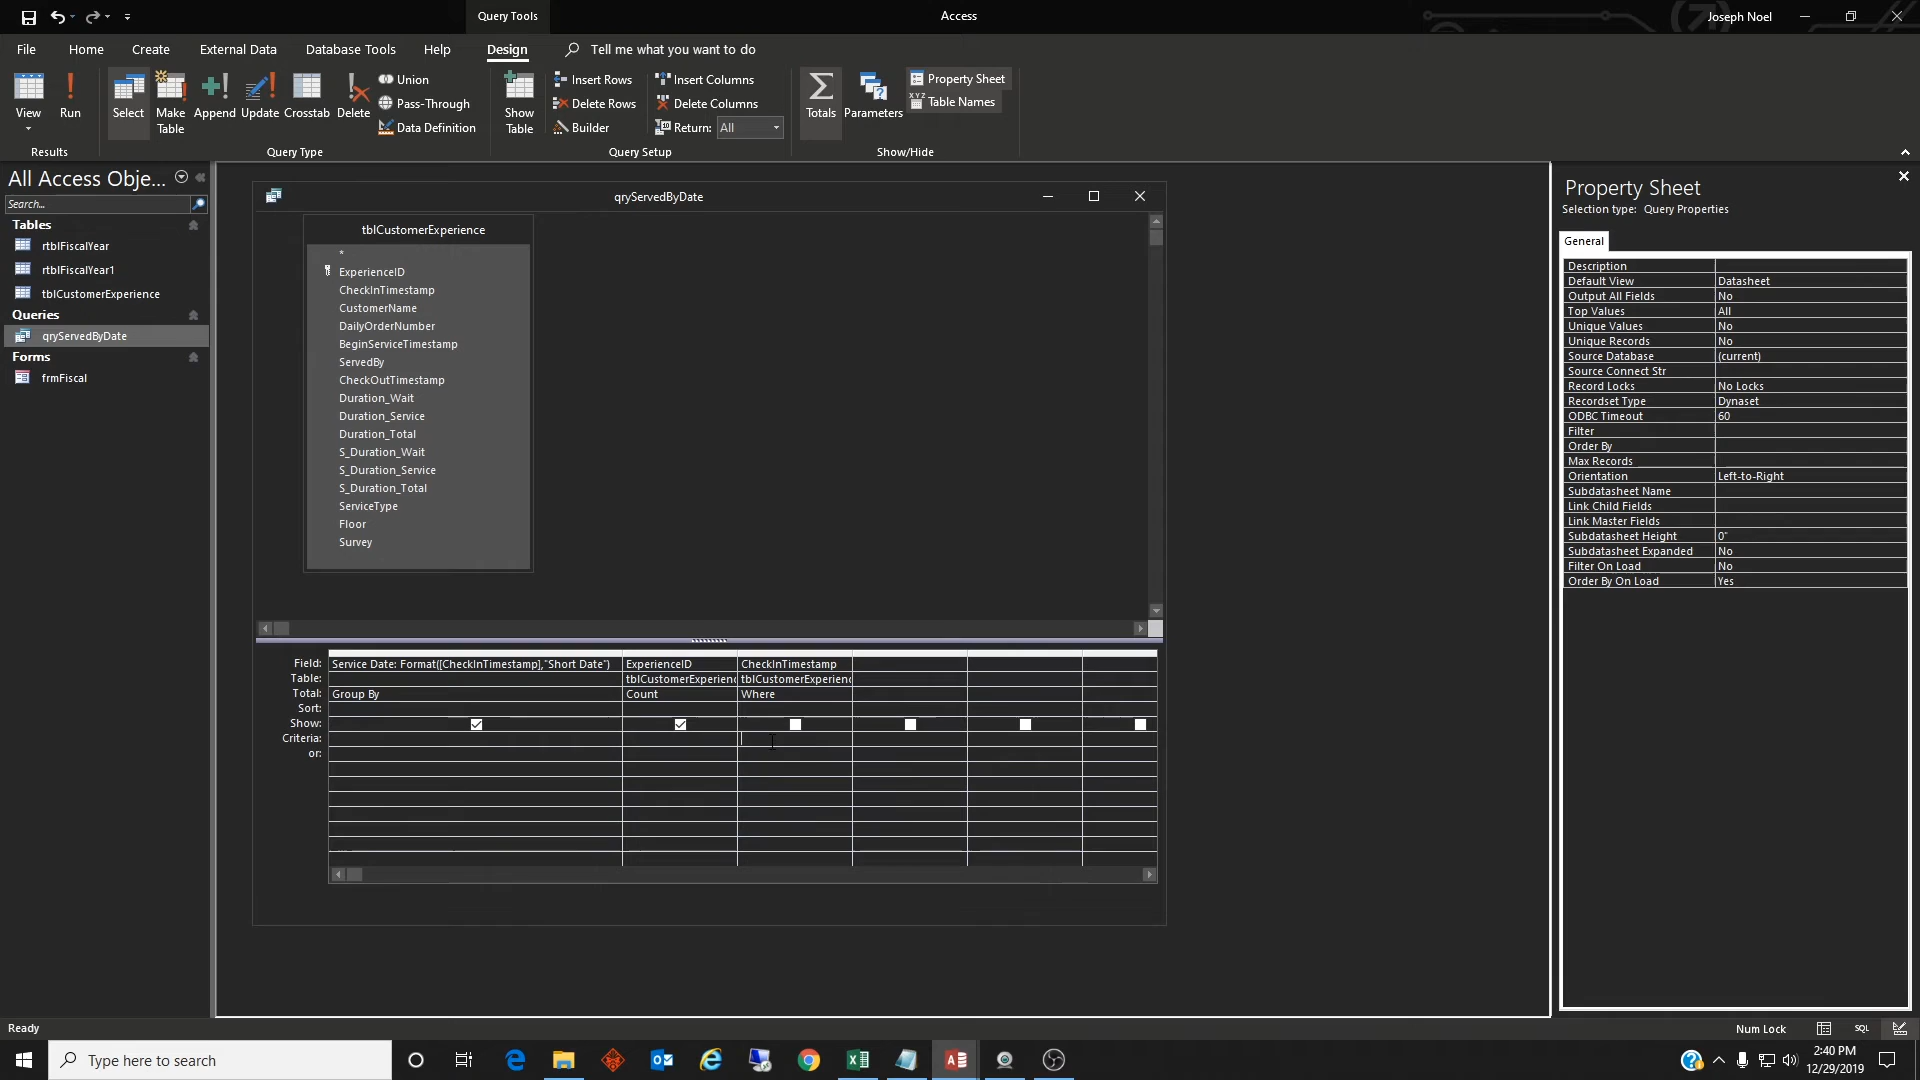 Query Tools
Access
Joseph Noel
File Home Create External Data Database Tools Help Design Tell me what you want to do
View
Run
Select
Make Table
Append
Update
Crosstab
Delete
Union
Pass-Through
Data Definition
Show Table
Insert Rows
Delete Rows
Builder
Insert Columns
Delete Columns
Return: All
Totals
Parameters
Property Sheet
XYZ Table Names
Results
Query Type
Query Setup
Show/Hide
All Access Obje...
Search...
Tables
rtblFiscalYear
rtblFiscalYear1
tblCustomerExperience
Queries
qryServedByDate
Forms
frmFiscal
qryServedByDate
tblCustomerExperience
*
ExperienceID
CheckInTimestamp
CustomerName
DailyOrderNumber
BeginServiceTimestamp
ServedBy
CheckOutTimestamp
Duration_Wait
Duration_Service
Duration_Total
S_Duration_Wait
S_Duration_Service
S_Duration_Total
ServiceType
Floor
Survey
Field: Service Date: Format([CheckInTimestamp],"Short Date") ExperienceID CheckInTimestamp
Table: tblCustomerExperienc tblCustomerExperienc
Total: Group By Count Where
Sort:
Show:
Criteria:
or:
Property Sheet
Selection type: Query Properties
General
Description
Default View Datasheet
Output All Fields No
Top Values All
Unique Values No
Unique Records No
Source Database (current)
Source Connect Str
Record Locks No Locks
Recordset Type Dynaset
ODBC Timeout 60
Filter
Order By
Max Records
Orientation Left-to-Right
Subdatasheet Name
Link Child Fields
Link Master Fields
Subdatasheet Height 0"
Subdatasheet Expanded No
Filter On Load No
Order By On Load Yes
Ready
Num Lock
SQL
Type here to search
2:40 PM
12/29/2019